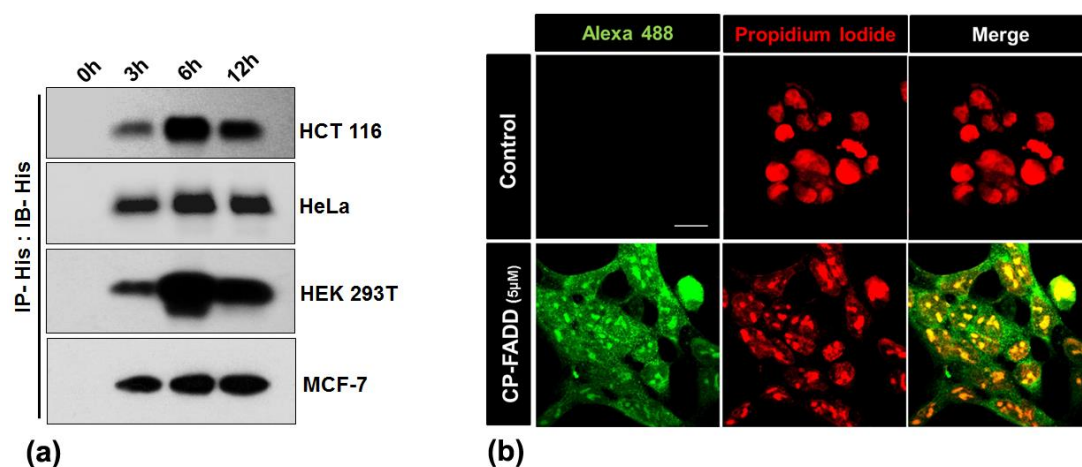 0h 3h 6h 12h
IP- His : IB- His
HCT 116
HeLa
HEK 293T
MCF-7
(a)
Alexa 488 Propidium Iodide Merge
Control
CP-FADD (5µM)
(b)